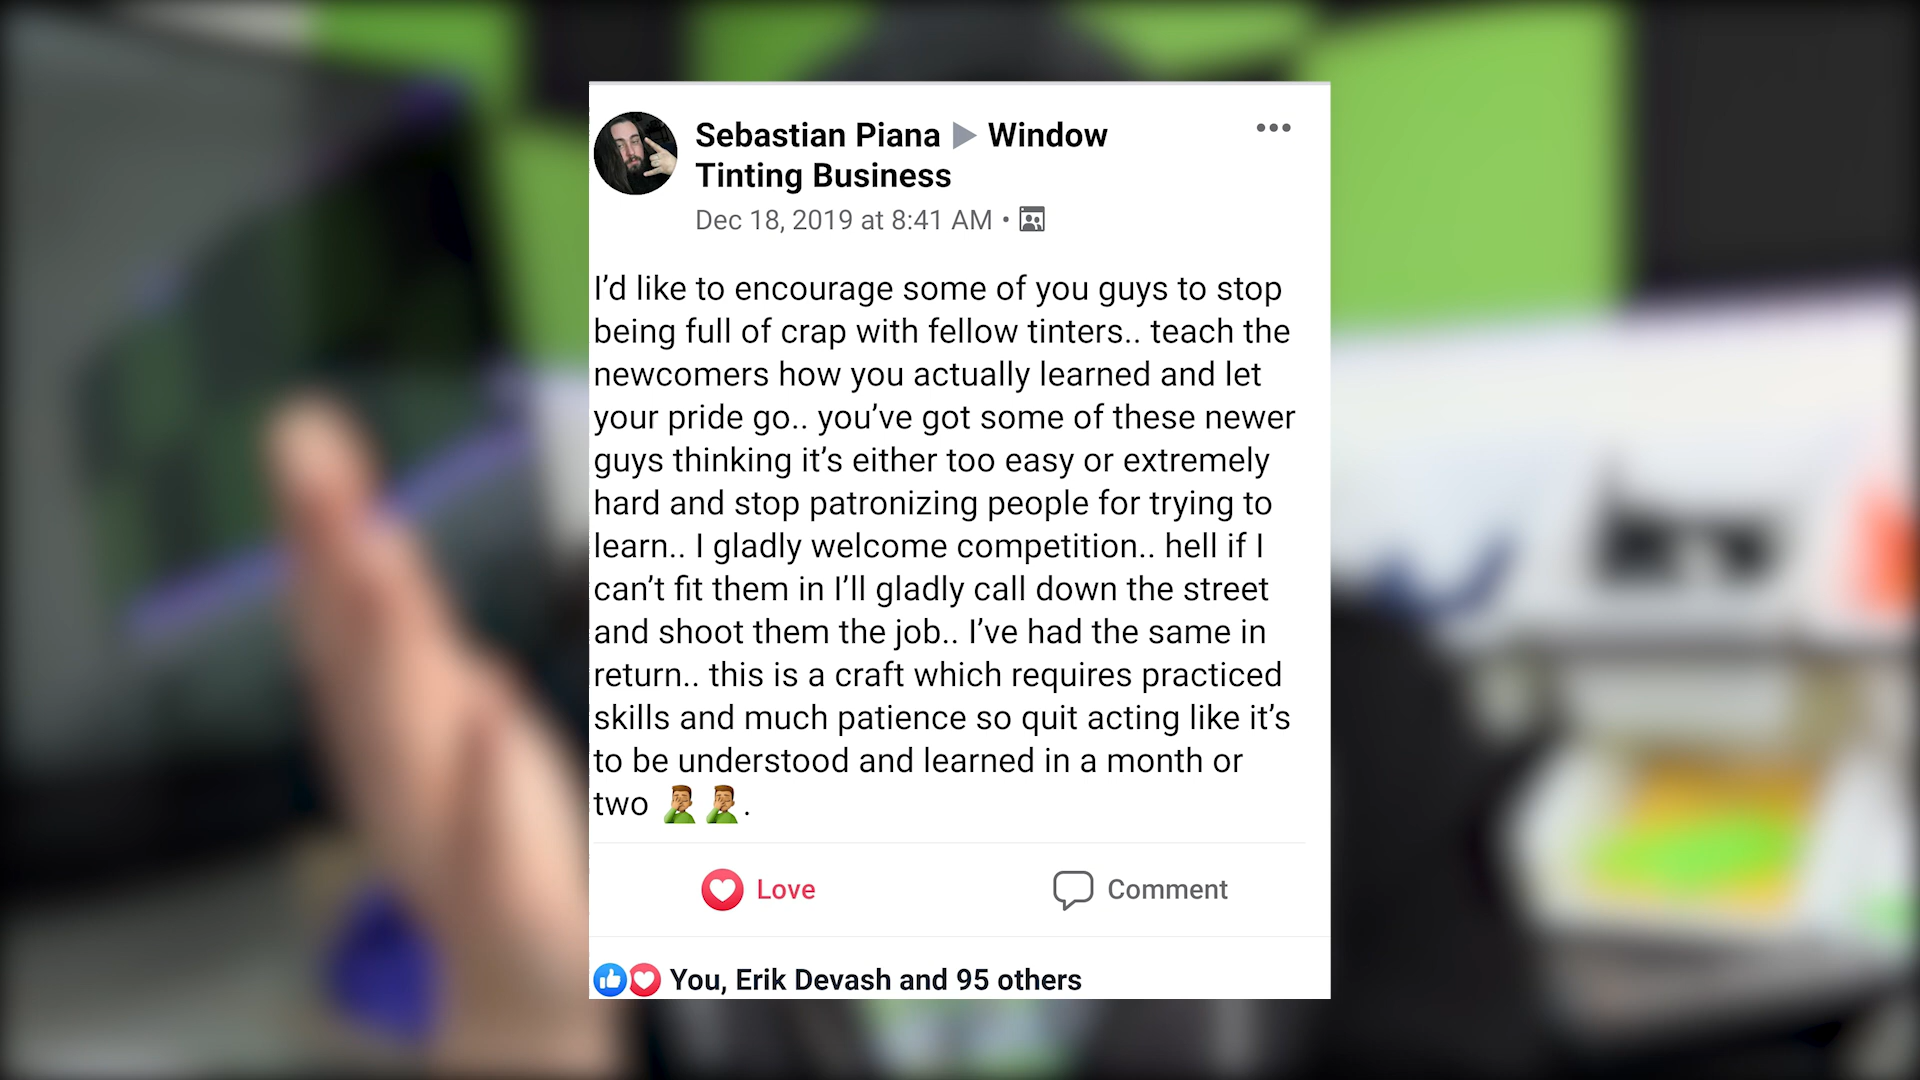 Sebastian Piana ▶ Window
Tinting Business
Dec 18, 2019 at 8:41 AM •
I’d like to encourage some of you guys to stop
being full of crap with fellow tinters.. teach the
newcomers how you actually learned and let
your pride go.. you’ve got some of these newer
guys thinking it’s either too easy or extremely
hard and stop patronizing people for trying to
learn.. I gladly welcome competition.. hell if I
can’t fit them in I’ll gladly call down the street
and shoot them the job.. I’ve had the same in
return.. this is a craft which requires practiced
skills and much patience so quit acting like it’s
to be understood and learned in a month or
two 🤦🏽‍♂️🤦🏽‍♂️.
Love
Comment
You, Erik Devash and 95 others